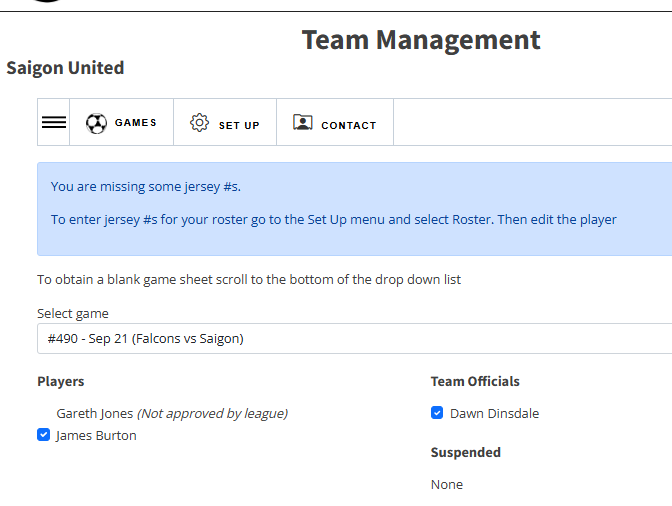 Team Management
Saigon United
GAMES
SET UP
CONTACT
You are missing some jersey #s.
To enter jersey #s for your roster go to the Set Up menu and select Roster. Then edit the player
To obtain a blank game sheet scroll to the bottom of the drop down list
Select game
#490 - Sep 21 (Falcons vs Saigon)
Players
Gareth Jones (Not approved by league)
James Burton
Team Officials
Dawn Dinsdale
Suspended
None